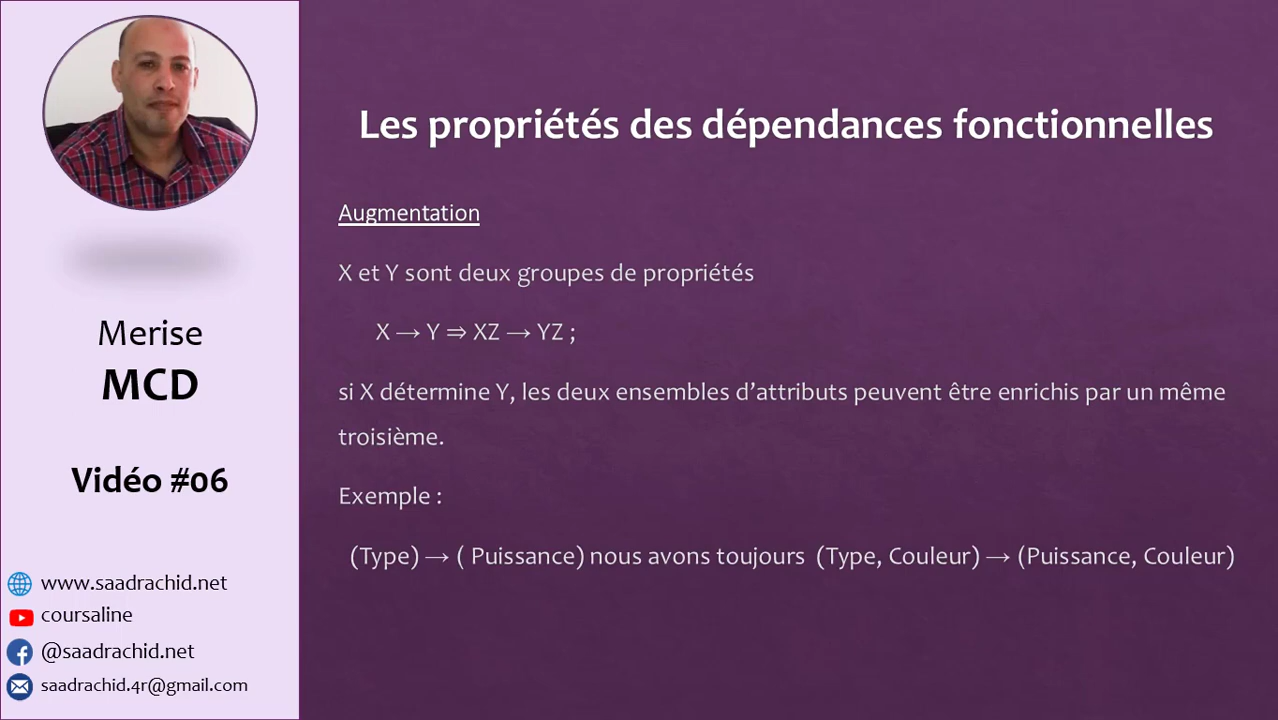 Les propriétés des dépendances fonctionnelles
Augmentation
X et Y sont deux groupes de propriétés
X → Y ⇒ XZ → YZ ;
si X détermine Y, les deux ensembles d’attributs peuvent être enrichis par un même
troisième.
Exemple :
(Type) → ( Puissance) nous avons toujours (Type, Couleur) → (Puissance, Couleur)
Merise
MCD
Vidéo #06
www.saadrachid.net
coursaline
@saadrachid.net
saadrachid.4r@gmail.com